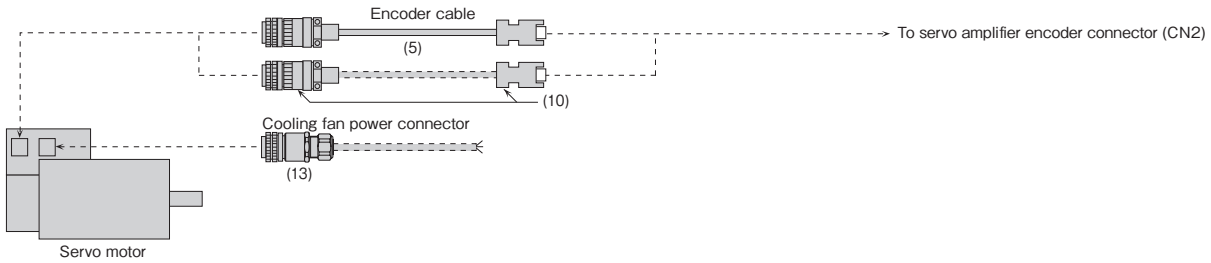 Encoder cable
(5)
To servo amplifier encoder connector (CN2)
(10)
Cooling fan power connector
(13)
Servo motor